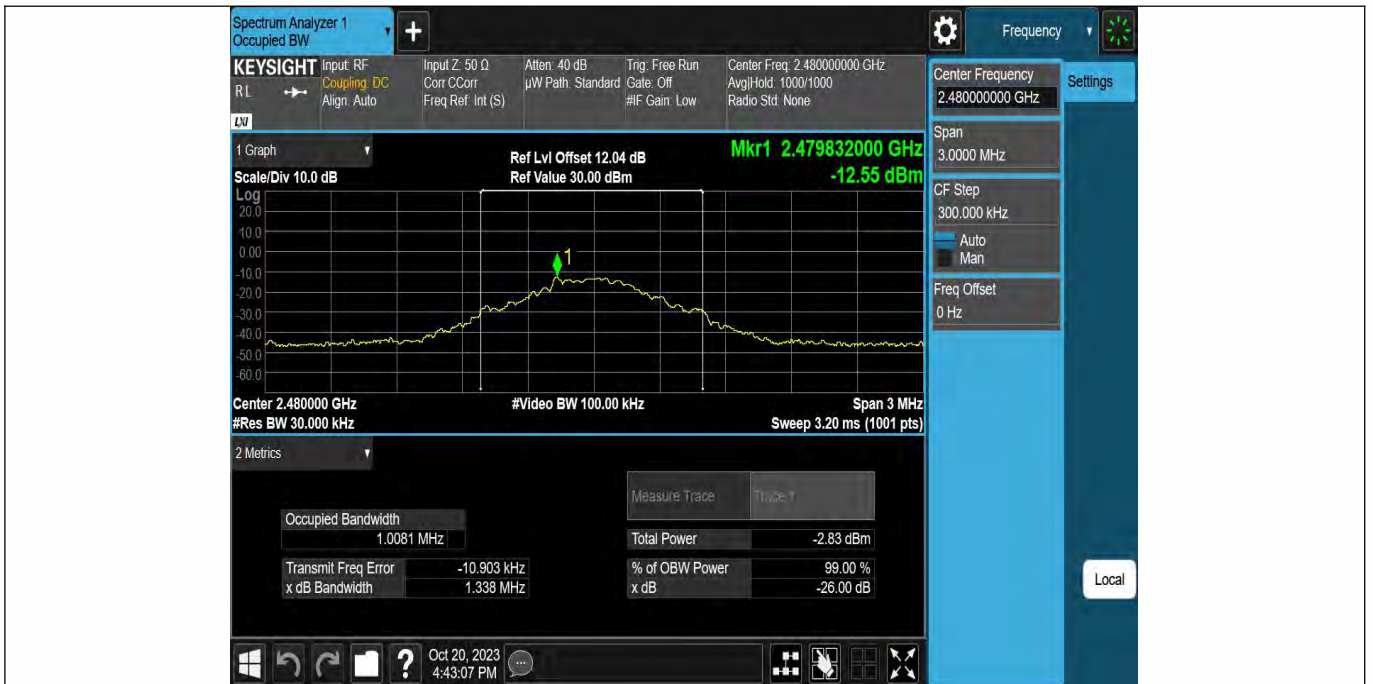 Spectrum Analyzer 1
Occupied BW
Frequency
KEYSIGHT
RL
LXI
Input: RF
Coupling: DC
Align: Auto
Input Z: 50 Ω
Corr CCorr
Freq Ref: Int (S)
Atten: 40 dB
µW Path: Standard
Trig: Free Run
Gate: Off
#IF Gain: Low
Center Freq: 2.480000000 GHz
Avg|Hold: 1000/1000
Radio Std: None
Center Frequency
2.480000000 GHz
Settings
Span
3.0000 MHz
CF Step
300.000 kHz
Auto
Man
Freq Offset
0 Hz
Local
1 Graph
Scale/Div 10.0 dB
Ref Lvl Offset 12.04 dB
Ref Value 30.00 dBm
Mkr1 2.479832000 GHz
-12.55 dBm
Log
20.0
10.0
0.00
-10.0
-20.0
-30.0
-40.0
-50.0
-60.0
1
Center 2.480000 GHz
#Video BW 100.00 kHz
Span 3 MHz
#Res BW 30.000 kHz
Sweep 3.20 ms (1001 pts)
2 Metrics
Measure Trace
Trace 1
Occupied Bandwidth
1.0081 MHz
Total Power
-2.83 dBm
Transmit Freq Error
-10.903 kHz
% of OBW Power
99.00 %
x dB Bandwidth
1.338 MHz
x dB
-26.00 dB
Oct 20, 2023
4:43:07 PM